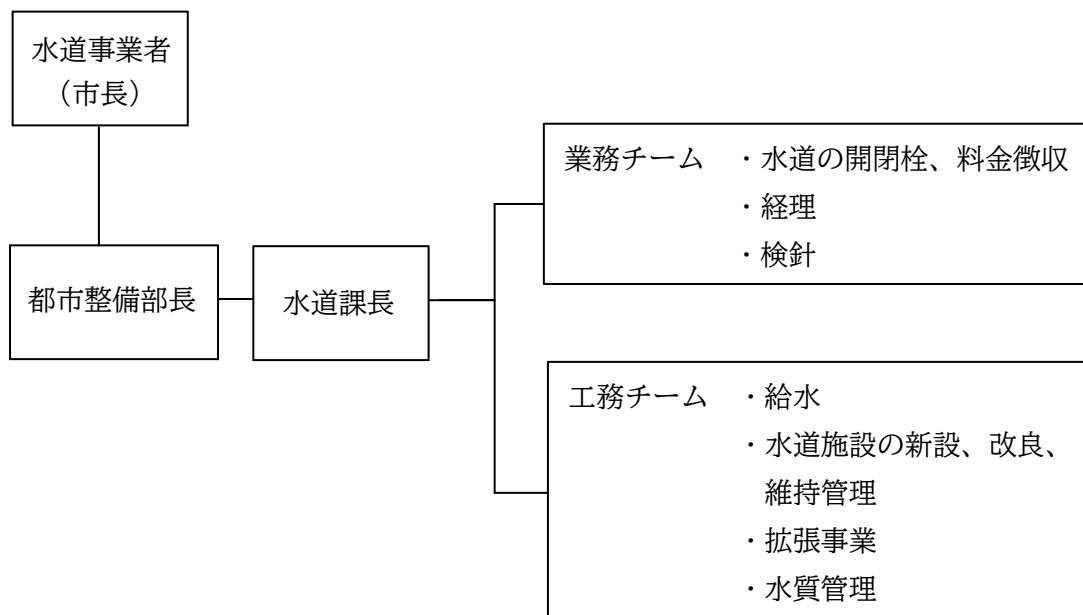 水道事業者
（市長）
都市整備部長
水道課長
業務チーム　・水道の開閉栓、料金徴収
・経理
・検針
工務チーム　・給水
・水道施設の新設、改良、
維持管理
・拡張事業
・水質管理